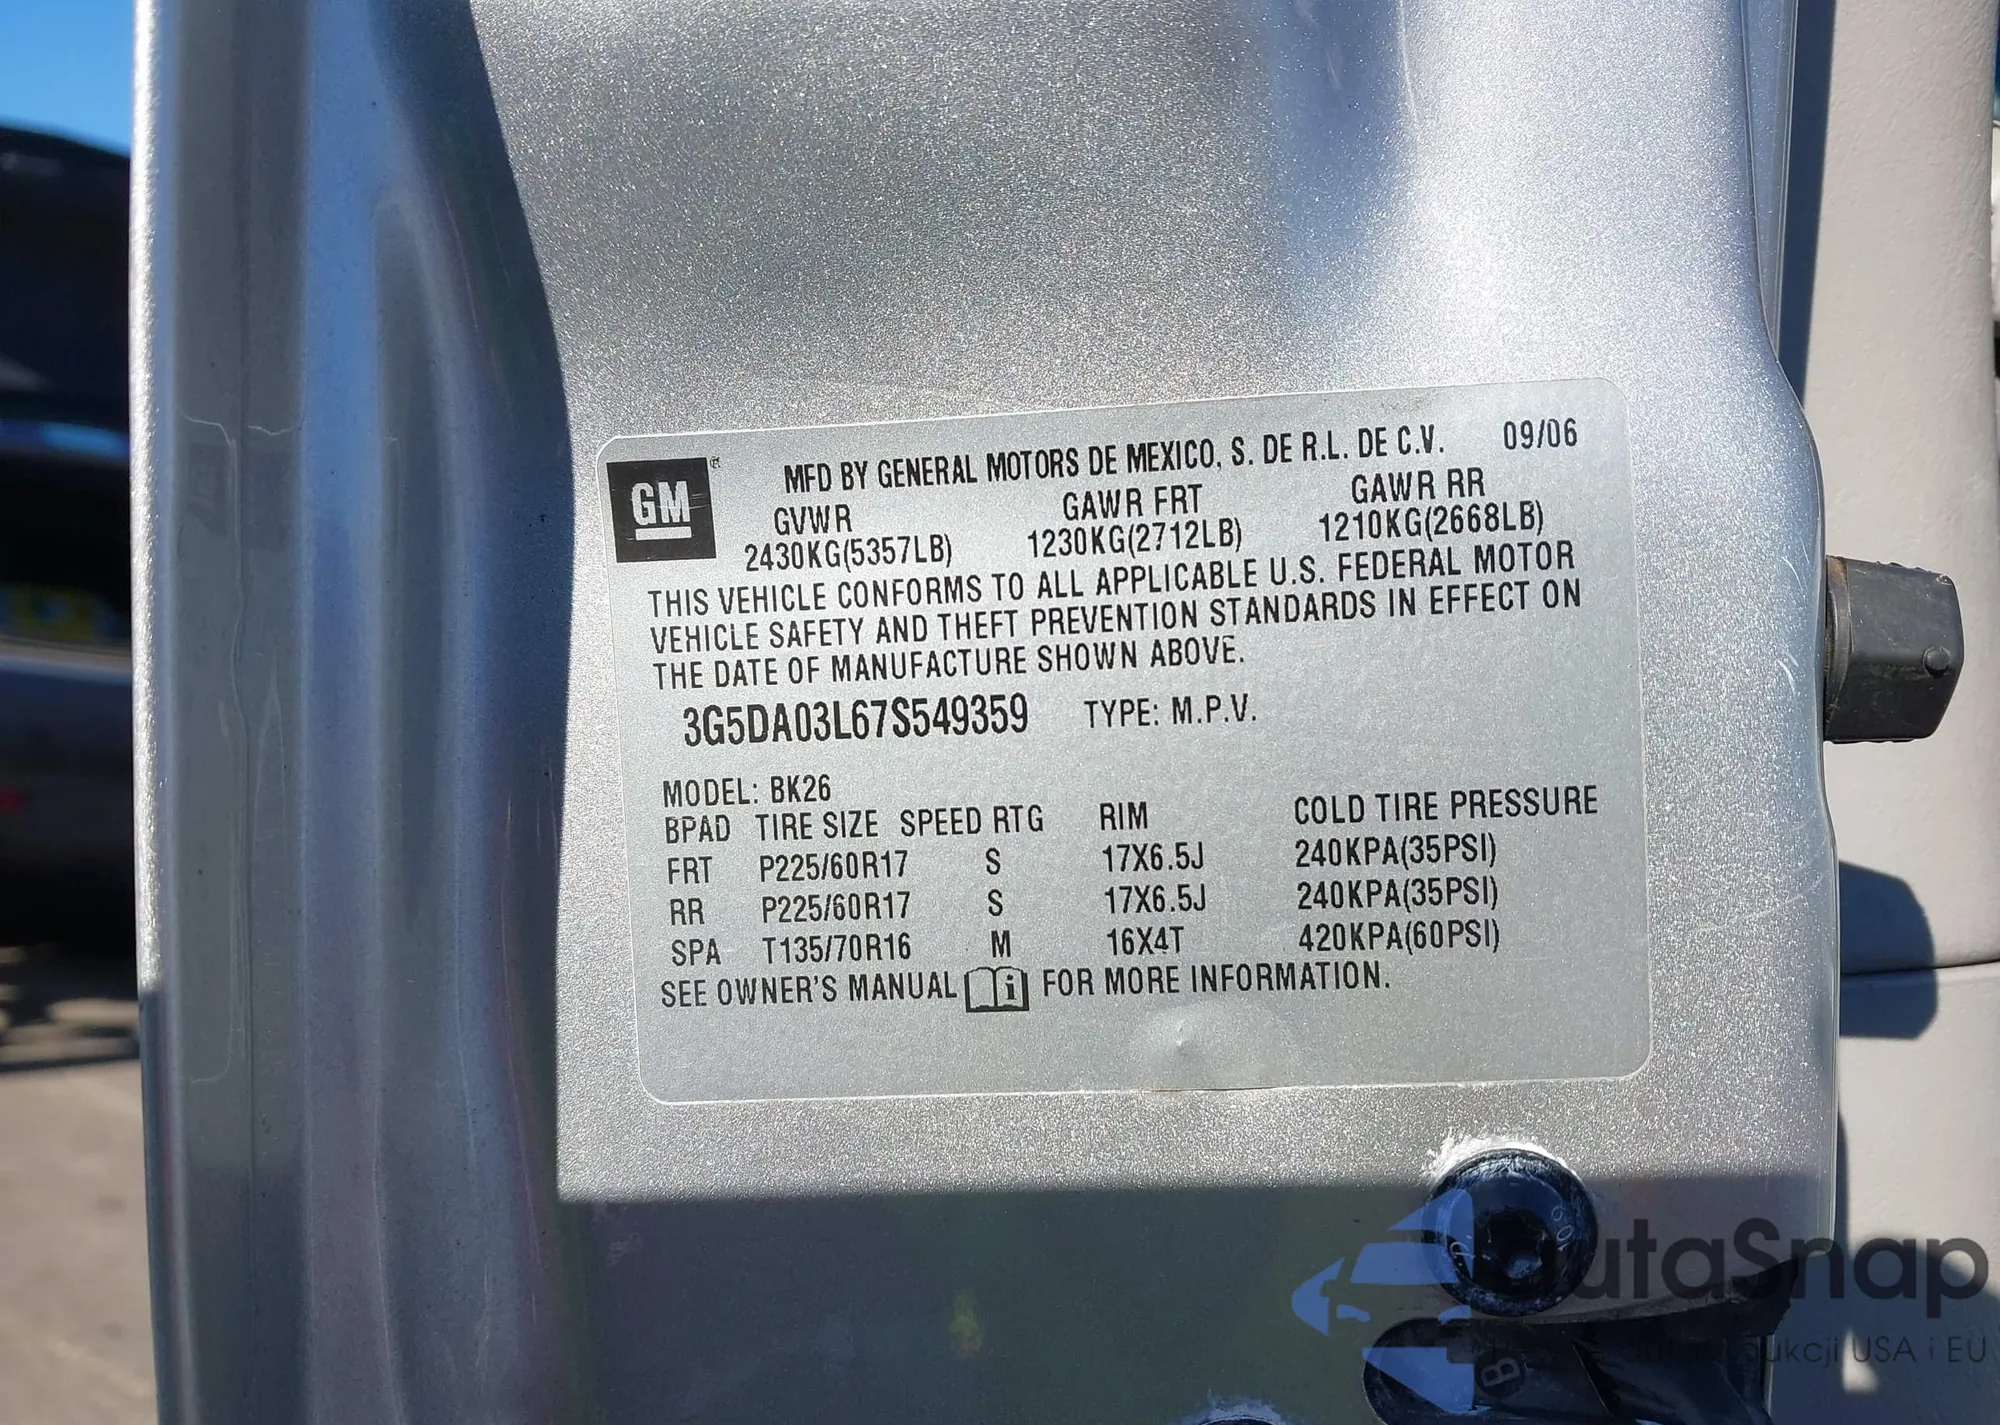 GM
MFD BY GENERAL MOTORS DE MEXICO, S. DE R.L. DE C.V. 09/06
GVWR GAWR FRT GAWR RR
2430KG(5357LB) 1230KG(2712LB) 1210KG(2668LB)
THIS VEHICLE CONFORMS TO ALL APPLICABLE U.S. FEDERAL MOTOR
VEHICLE SAFETY AND THEFT PREVENTION STANDARDS IN EFFECT ON
THE DATE OF MANUFACTURE SHOWN ABOVE.
3G5DA03L67S549359 TYPE: M.P.V.
MODEL: BK26
BPAD TIRE SIZE SPEED RTG RIM COLD TIRE PRESSURE
FRT P225/60R17 S 17X6.5J 240KPA(35PSI)
RR P225/60R17 S 17X6.5J 240KPA(35PSI)
SPA T135/70R16 M 16X4T 420KPA(60PSI)
SEE OWNER'S MANUAL i FOR MORE INFORMATION.
autaSnap
USA i EU